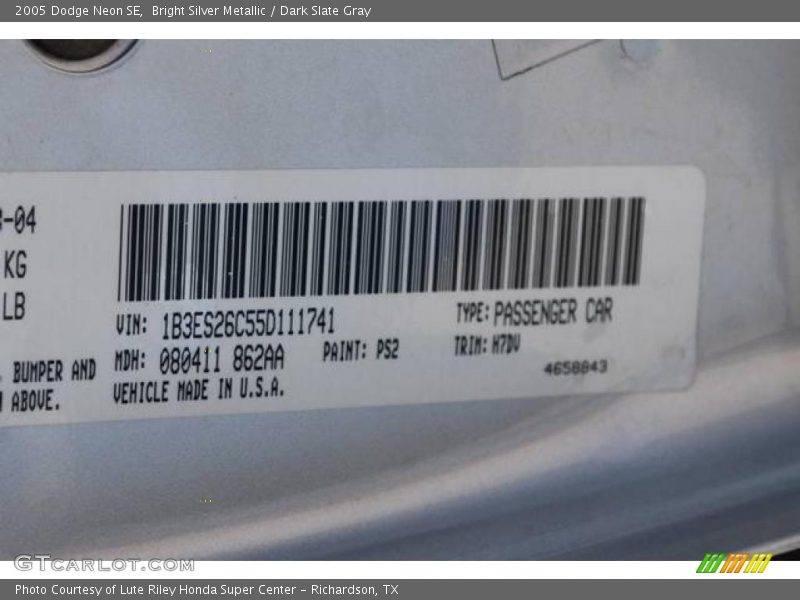 2005 Dodge Neon SE, Bright Silver Metallic / Dark Slate Gray
-04
KG
LB
VIN: 1B3ES26C55D111741
TYPE: PASSENGER CAR
BUMPER AND
MDH: 080411 862AA
PAINT: PS2
TRIM: H7DV
ABOVE.
VEHICLE MADE IN U.S.A.
4658843
GTCARLOT.COM
Photo Courtesy of Lute Riley Honda Super Center – Richardson, TX